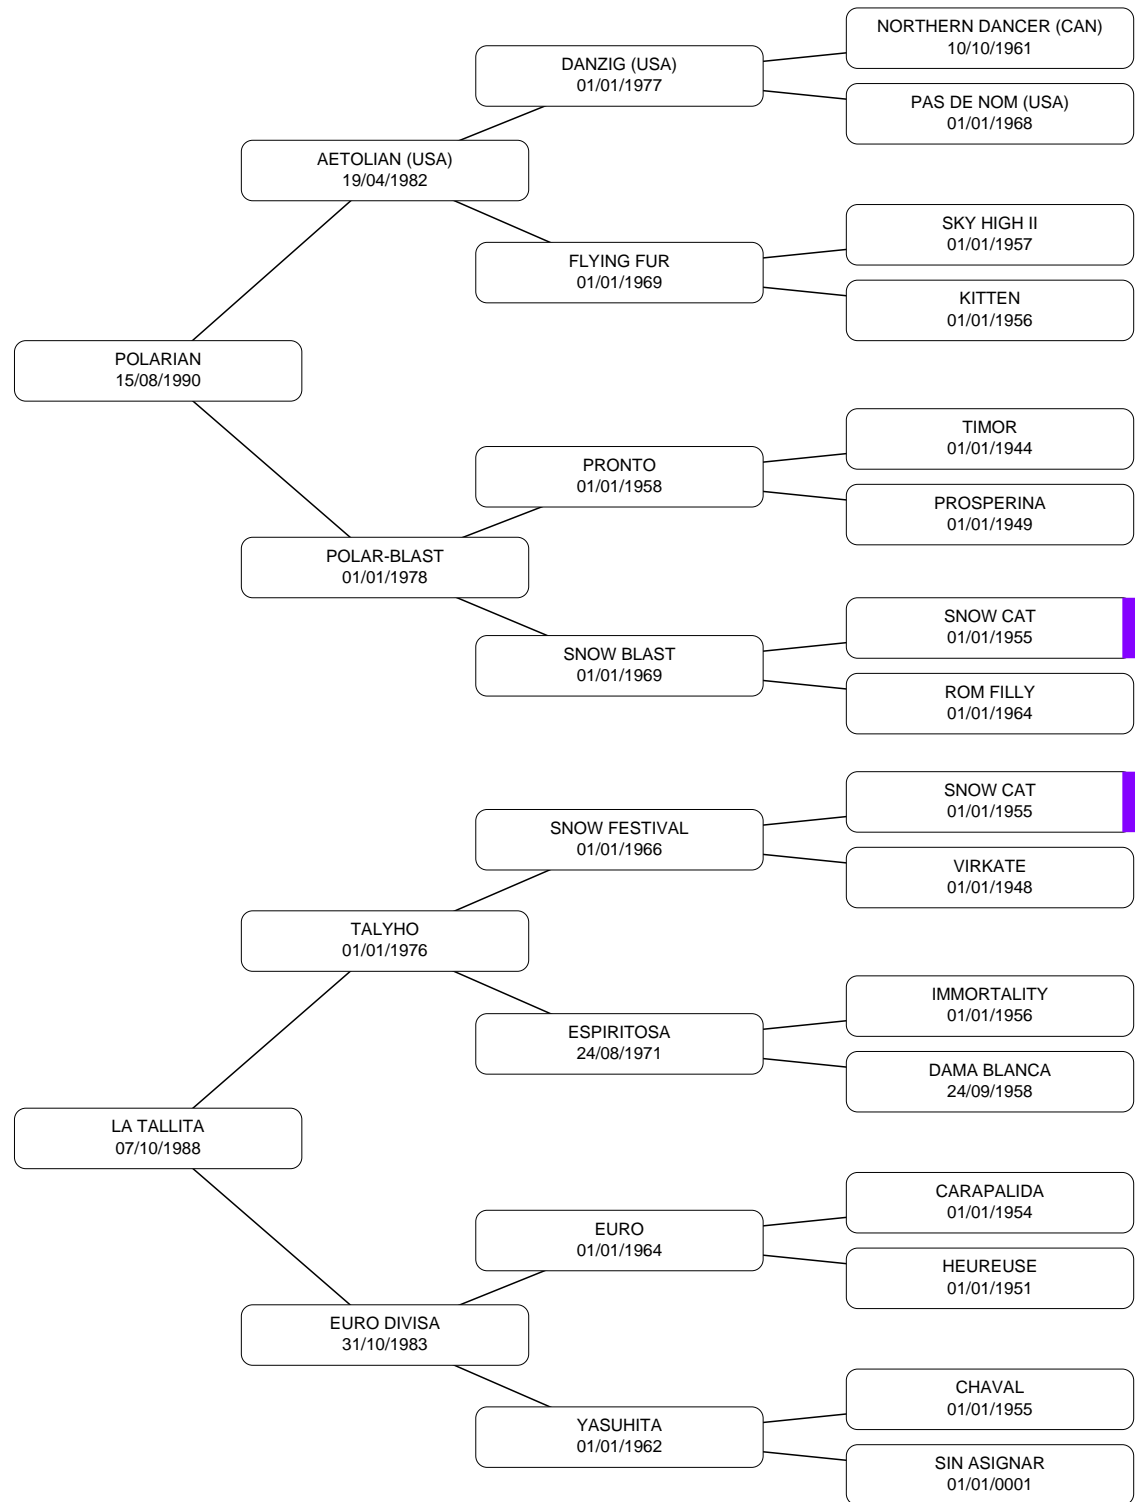 NORTHERN DANCER (CAN)
10/10/1961
DANZIG (USA)
01/01/1977
PAS DE NOM (USA)
01/01/1968
AETOLIAN (USA)
19/04/1982
SKY HIGH II
01/01/1957
FLYING FUR
01/01/1969
KITTEN
01/01/1956
POLARIAN
15/08/1990
TIMOR
01/01/1944
PRONTO
01/01/1958
PROSPERINA
01/01/1949
POLAR-BLAST
01/01/1978
SNOW CAT
01/01/1955
SNOW BLAST
01/01/1969
ROM FILLY
01/01/1964
SNOW CAT
01/01/1955
SNOW FESTIVAL
01/01/1966
VIRKATE
01/01/1948
TALYHO
01/01/1976
IMMORTALITY
01/01/1956
ESPIRITOSA
24/08/1971
DAMA BLANCA
24/09/1958
LA TALLITA
07/10/1988
CARAPALIDA
01/01/1954
EURO
01/01/1964
HEUREUSE
01/01/1951
EURO DIVISA
31/10/1983
CHAVAL
01/01/1955
YASUHITA
01/01/1962
SIN ASIGNAR
01/01/0001